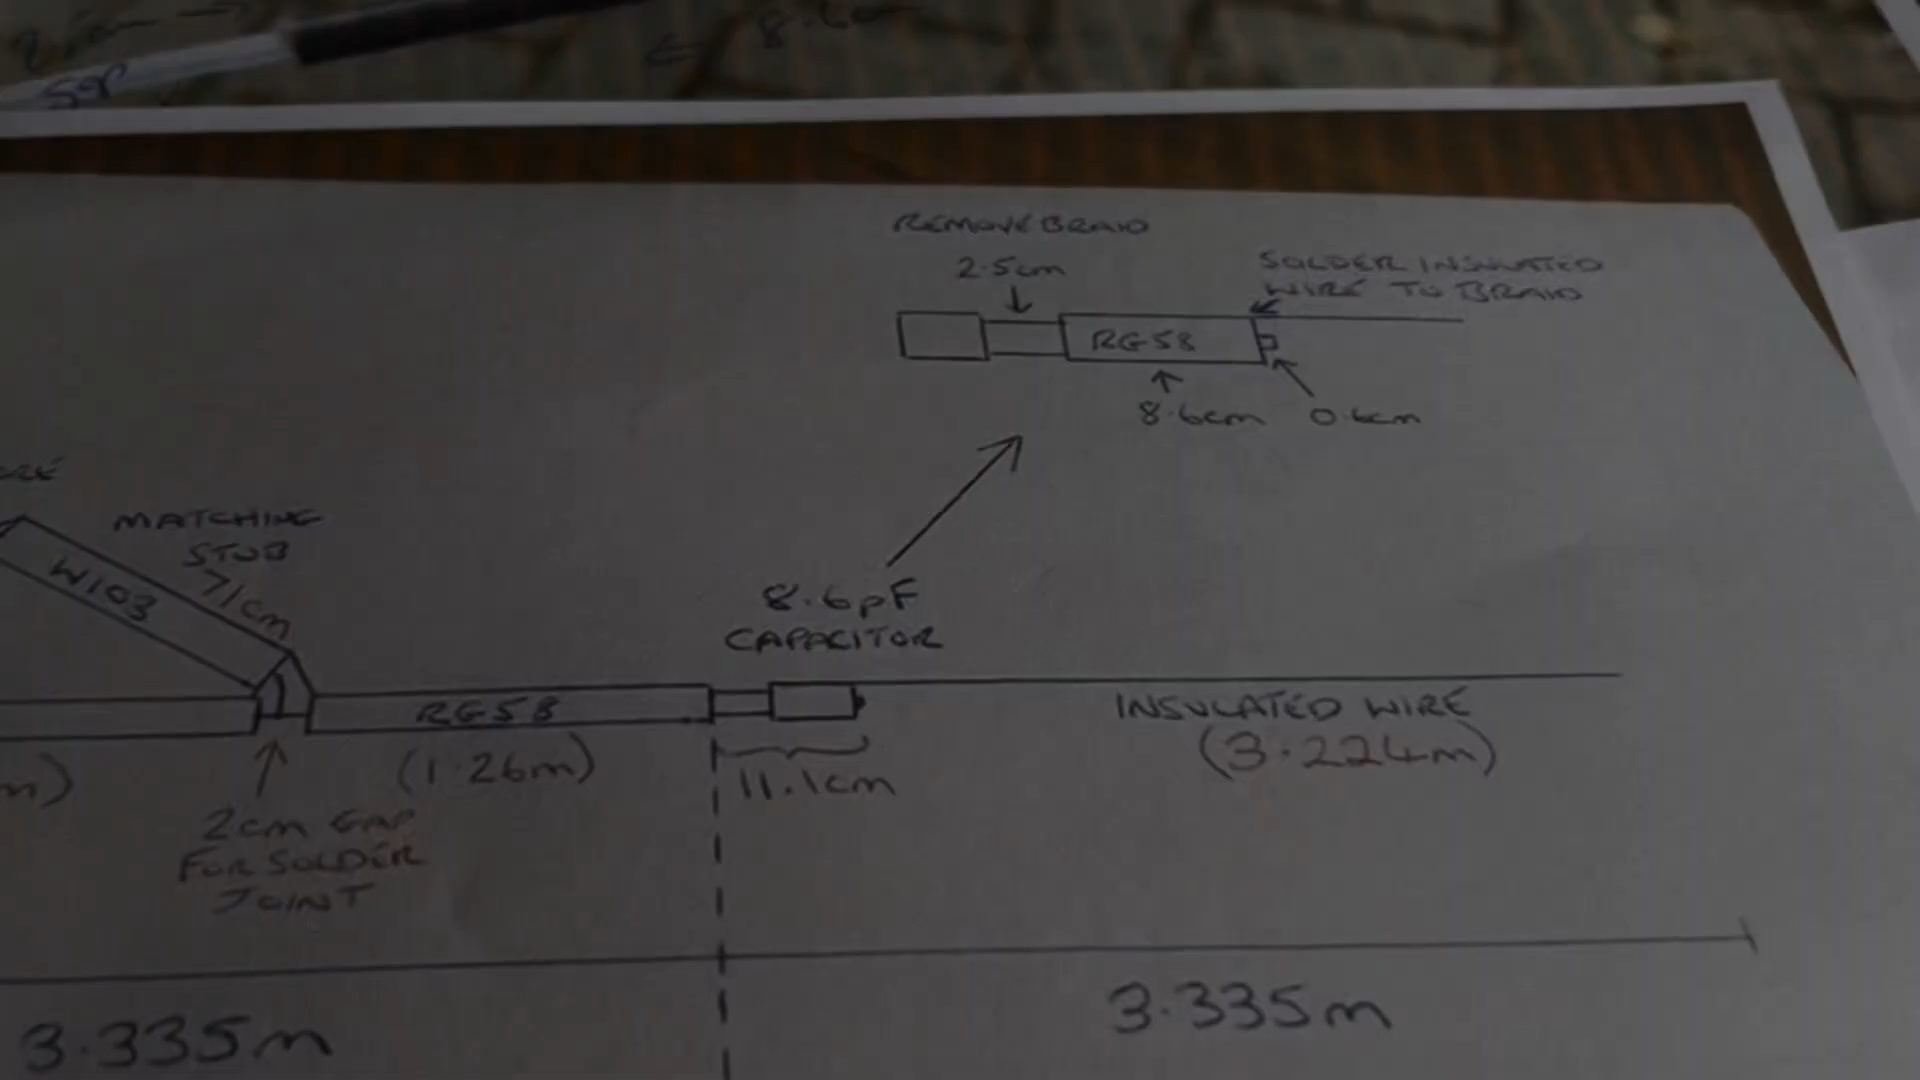 8.6cm
REMOVE BRAID
2.5cm
SOLDER INSULATED
WIRE TO BRAID
RG58
8.6cm
0.6cm
MATCHING
STUB
71cm
W103
8.6pF
CAPACITOR
RG58
INSULATED WIRE
(3.224m)
(1.26m)
11.1cm
m)
2cm GAP
FOR SOLDER
JOINT
3.335m
3.335m